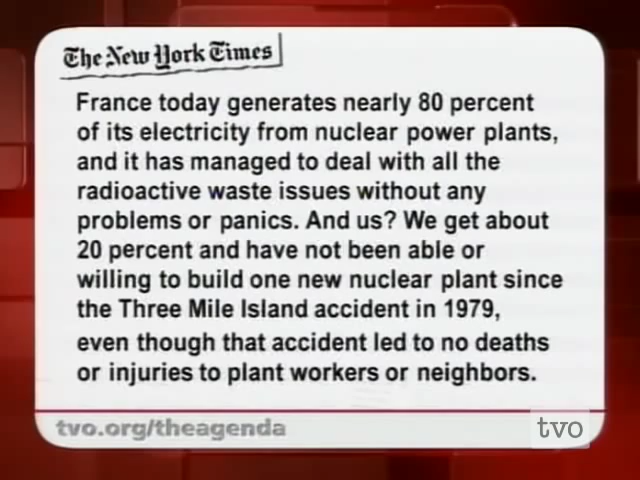 The New York Times
France today generates nearly 80 percent
of its electricity from nuclear power plants,
and it has managed to deal with all the
radioactive waste issues without any
problems or panics. And us? We get about
20 percent and have not been able or
willing to build one new nuclear plant since
the Three Mile Island accident in 1979,
even though that accident led to no deaths
or injuries to plant workers or neighbors.
tvo.org/theagenda
tvo